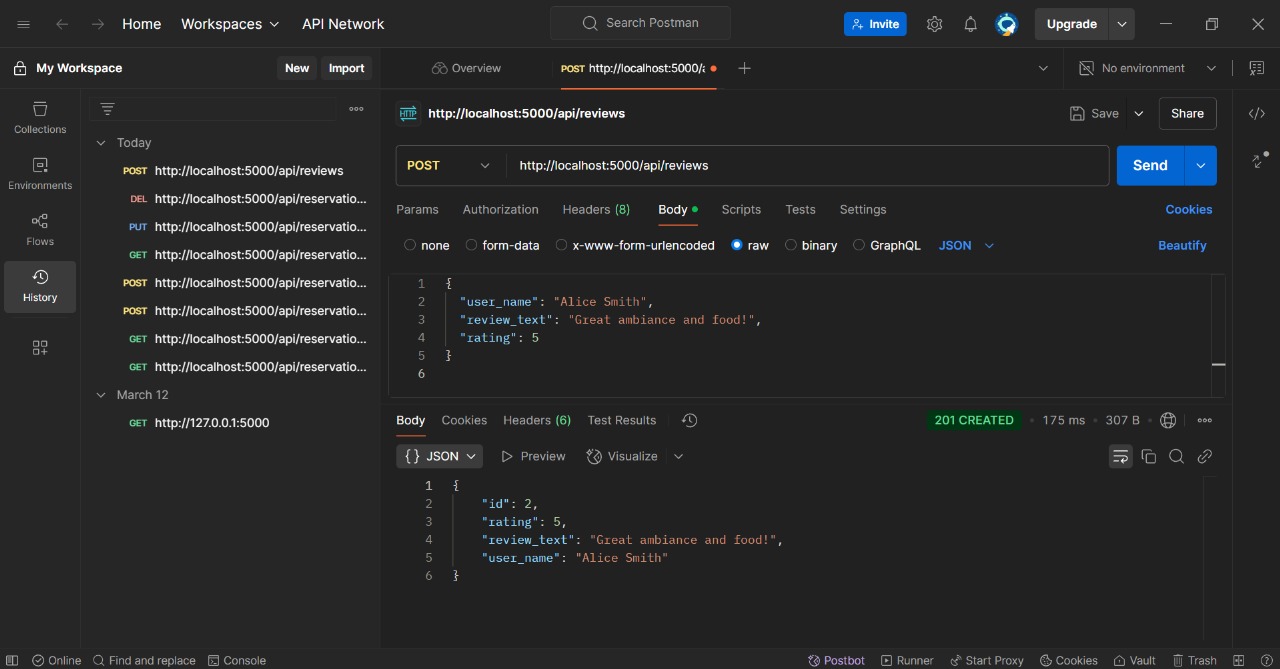 Home Workspaces API Network Search Postman Invite Upgrade
My Workspace New Import Overview POST http://localhost:5000/a No environment
Collections
Environments
Flows
History
Today
POST http://localhost:5000/api/reviews
DEL http://localhost:5000/api/reservatio...
PUT http://localhost:5000/api/reservatio...
GET http://localhost:5000/api/reservatio...
POST http://localhost:5000/api/reservatio...
POST http://localhost:5000/api/reservatio...
GET http://localhost:5000/api/reservatio...
GET http://localhost:5000/api/reservatio...
March 12
GET http://127.0.0.1:5000
HTTP http://localhost:5000/api/reviews Save Share
POST http://localhost:5000/api/reviews Send
Params Authorization Headers (8) Body Scripts Tests Settings Cookies
none form-data x-www-form-urlencoded raw binary GraphQL JSON Beautify
1 {
2 "user_name": "Alice Smith",
3 "review_text": "Great ambiance and food!",
4 "rating": 5
5 }
6
Body Cookies Headers (6) Test Results 201 CREATED 175 ms 307 B
{} JSON Preview Visualize
1 {
2 "id": 2,
3 "rating": 5,
4 "review_text": "Great ambiance and food!",
5 "user_name": "Alice Smith"
6 }
Online Find and replace Console Postbot Runner Start Proxy Cookies Vault Trash